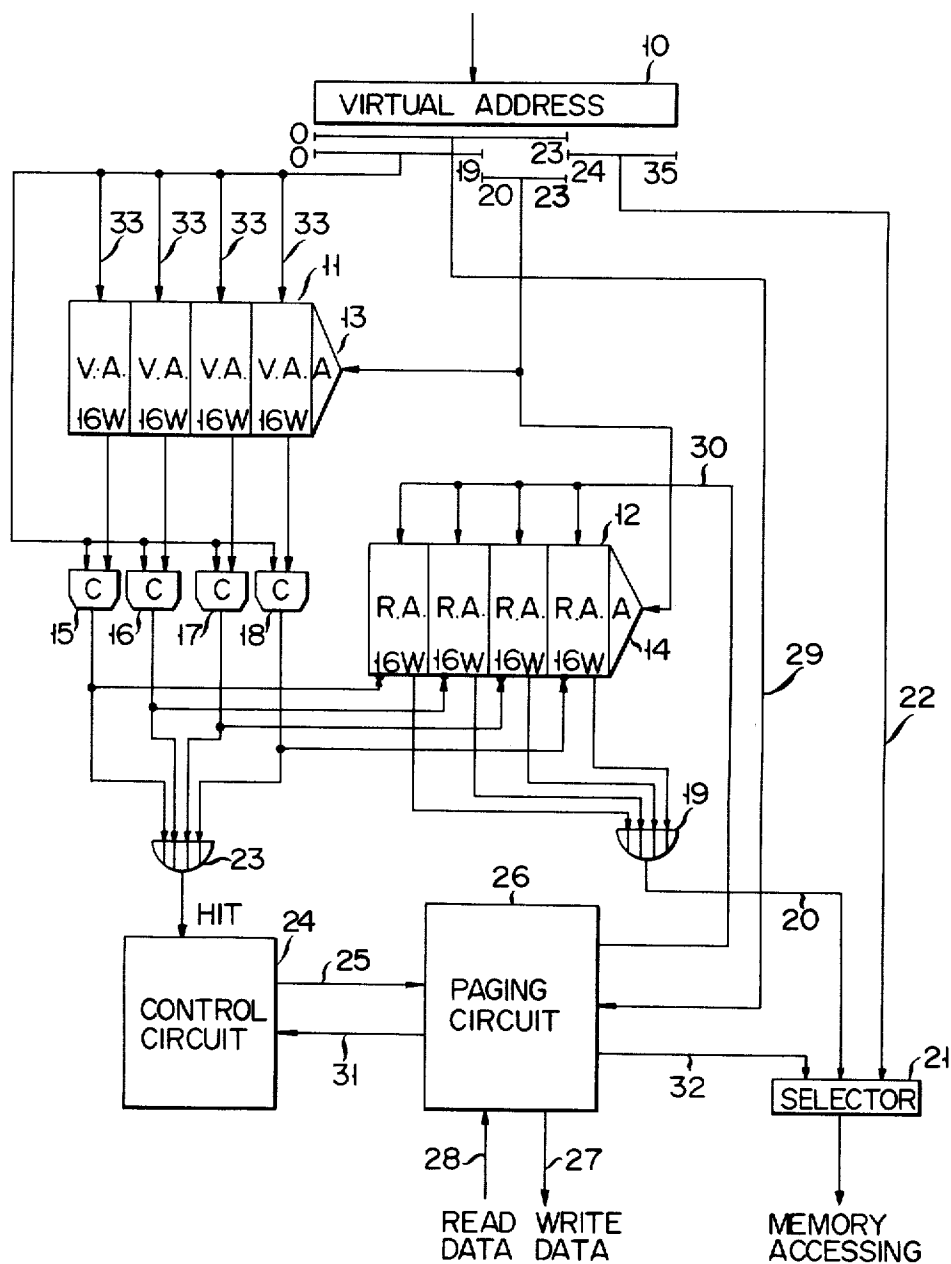 10
VIRTUAL ADDRESS
0 23
0 19 24 35
20 23
33 33 33 33
11
13
V.A. V.A. V.A. V.A. A
16W 16W 16W 16W
30
12
C C C C
15 16 17 18
R.A. R.A. R.A. R.A. A
16W 16W 16W 16W
14
29
22
19
23
20
26
HIT
24
25
CONTROL
CIRCUIT
PAGING
CIRCUIT
31
32
21
SELECTOR
28 27
READ
DATA
WRITE
DATA
MEMORY
ACCESSING